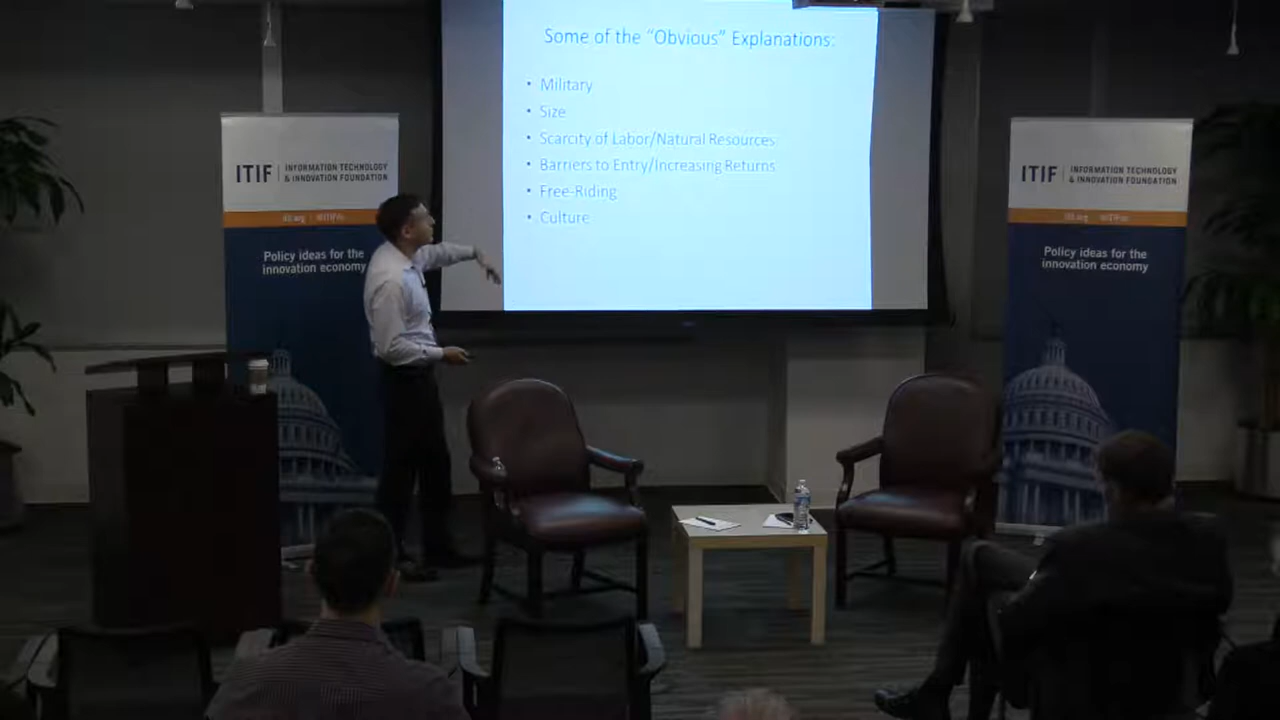 Some of the “Obvious” Explanations:
• Military
• Size
• Scarcity of Labor/Natural Resources
• Barriers to Entry/Increasing Returns
• Free-Riding
• Culture
ITIF | INFORMATION TECHNOLOGY
& INNOVATION FOUNDATION
Policy ideas for the
innovation economy
ITIF | INFORMATION TECHNOLOGY
& INNOVATION FOUNDATION
Policy ideas for the
innovation economy